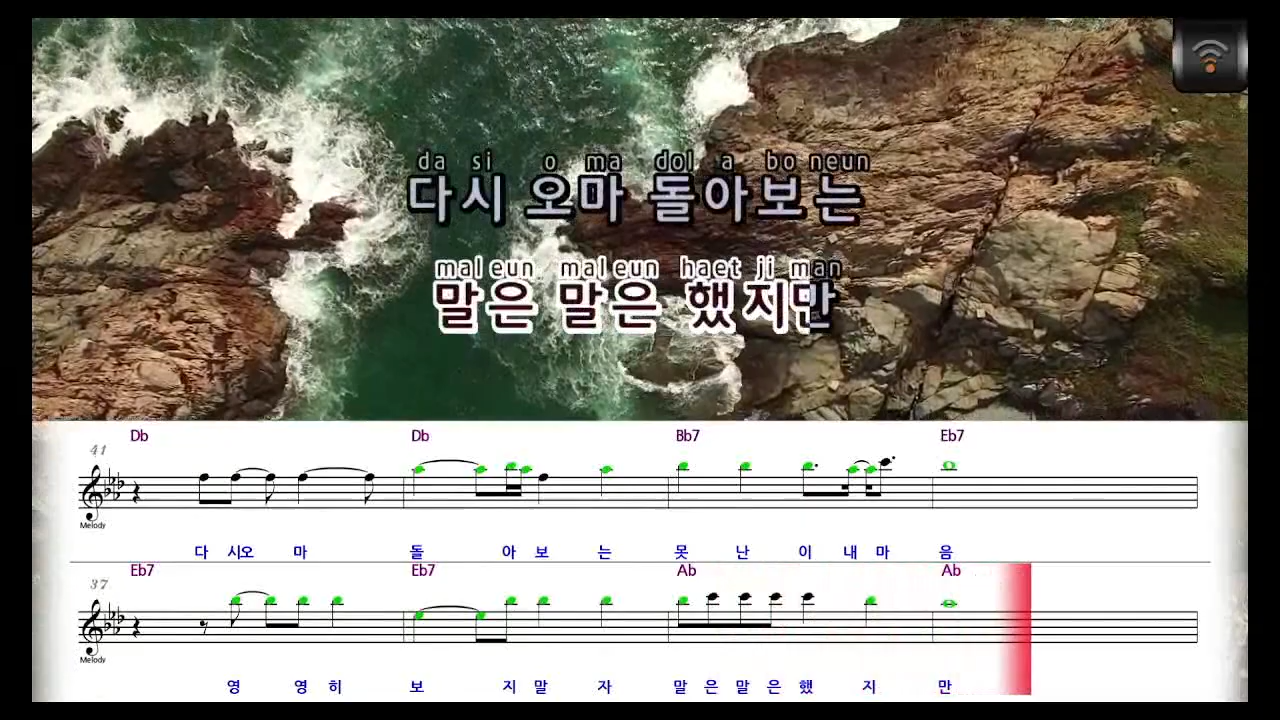 da si o ma dol a bo neun
다시 오마 돌아보는
mal eun mal eun haet ji man
말은 말은 했지만
Db Db Bb7 Eb7
41
Melody
다 시오 마 돌 아 보 는 못 난 이 내 마 음
Eb7 Eb7 Ab Ab
37
Melody
영 영 히 보 지 말 자 말 은 말 은 했 지 만